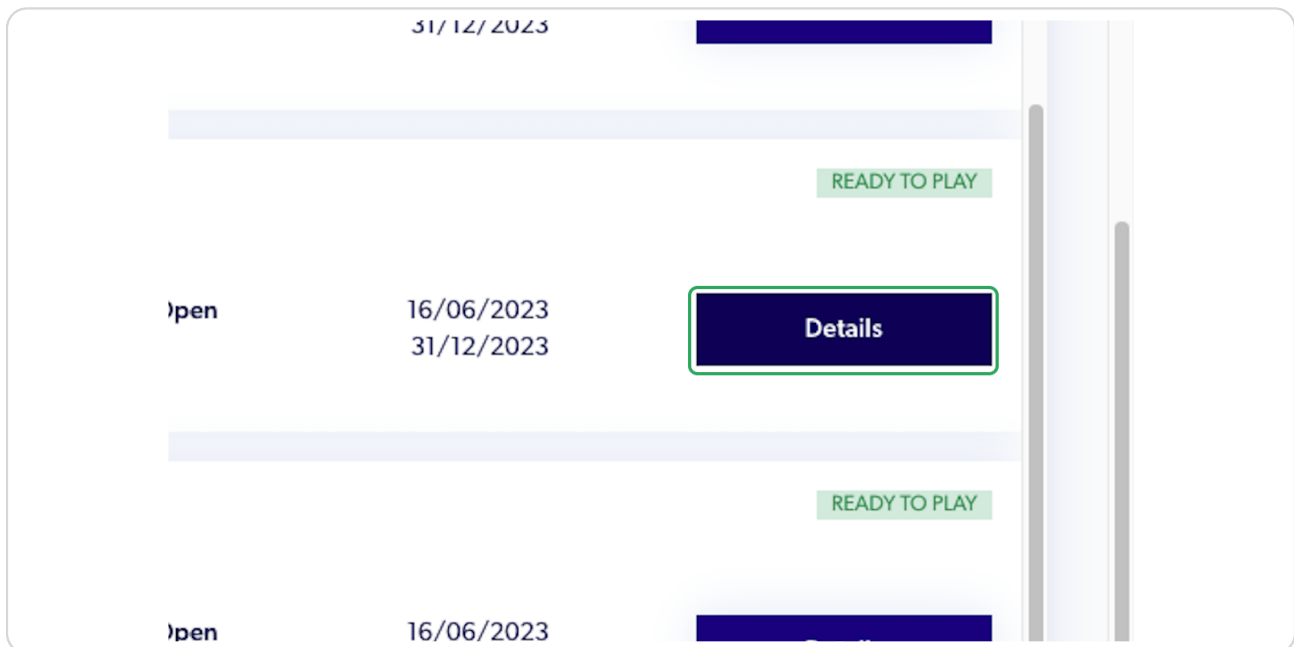 31/12/2023
READY TO PLAY
Open
16/06/2023
31/12/2023
Details
READY TO PLAY
Open
16/06/2023